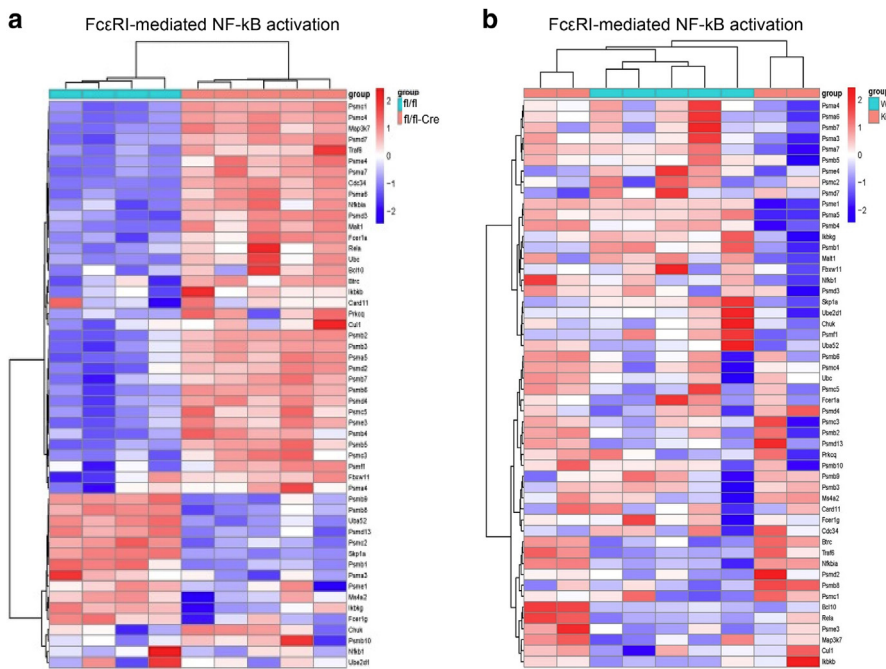 a
FcεRI-mediated NF-kB activation
group
group
fl/fl
fl/fl-Cre
2
1
0
-1
-2
Psmc1
Psmc4
Map3k7
Psmd7
Traf6
Psme4
Psma7
Cdc34
Psma6
Nfkbia
Psmd3
Malt1
Fcer1a
Rela
Ubc
Bcl10
Btrc
Ikbkb
Card11
Prkcq
Cul1
Psmb2
Psmb3
Psma5
Psmd2
Psmb7
Psmb6
Psmd4
Psmc5
Psme3
Psmb4
Psmb5
Psmc3
Psmf1
Fbxw11
Psma4
Psmb9
Psmb8
Uba52
Psmd13
Psmc2
Skp1a
Psmb1
Psma3
Psme1
Ms4a2
Ikbkg
Fcer1g
Chuk
Psmb10
Nfkb1
Ube2d1
b
FcεRI-mediated NF-kB activation
group
group
2
1
0
-1
-2
Psma4
Psma6
Psmb7
Psma3
Psma7
Psmb5
Psme4
Psmc2
Psmd7
Psme1
Psma5
Psmb4
Ikbkg
Psmb1
Malt1
Fbxw11
Nfkb1
Psmd3
Skp1a
Ube2d1
Chuk
Psmf1
Uba52
Psmb6
Psmc4
Ubc
Psmc5
Fcer1a
Psmd4
Psmc3
Psmb2
Psmd13
Prkcq
Psmb10
Psmb9
Psmb3
Ms4a2
Card11
Fcer1g
Cdc34
Btrc
Traf6
Nfkbia
Psmd2
Psmb8
Psmc1
Bcl10
Rela
Psme3
Map3k7
Cul1
Ikbkb